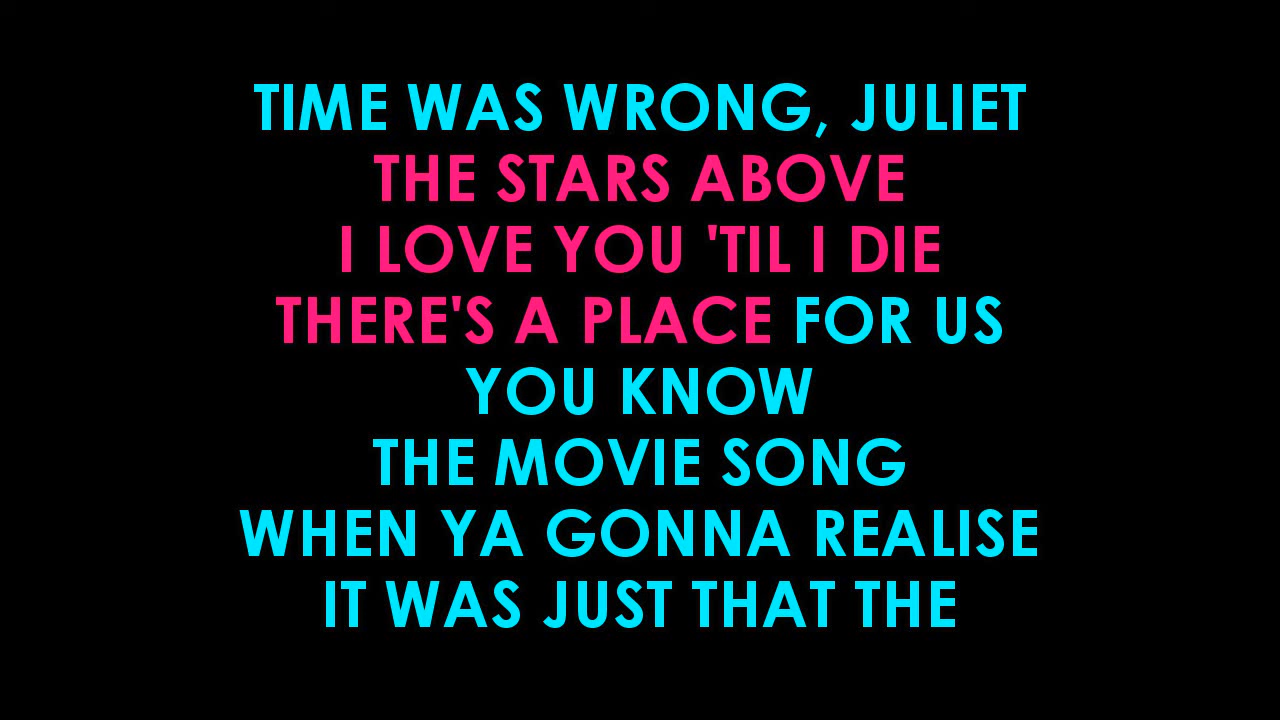 TIME WAS WRONG, JULIET
THE STARS ABOVE
I LOVE YOU 'TIL I DIE
THERE'S A PLACE FOR US
YOU KNOW
THE MOVIE SONG
WHEN YA GONNA REALISE
IT WAS JUST THAT THE